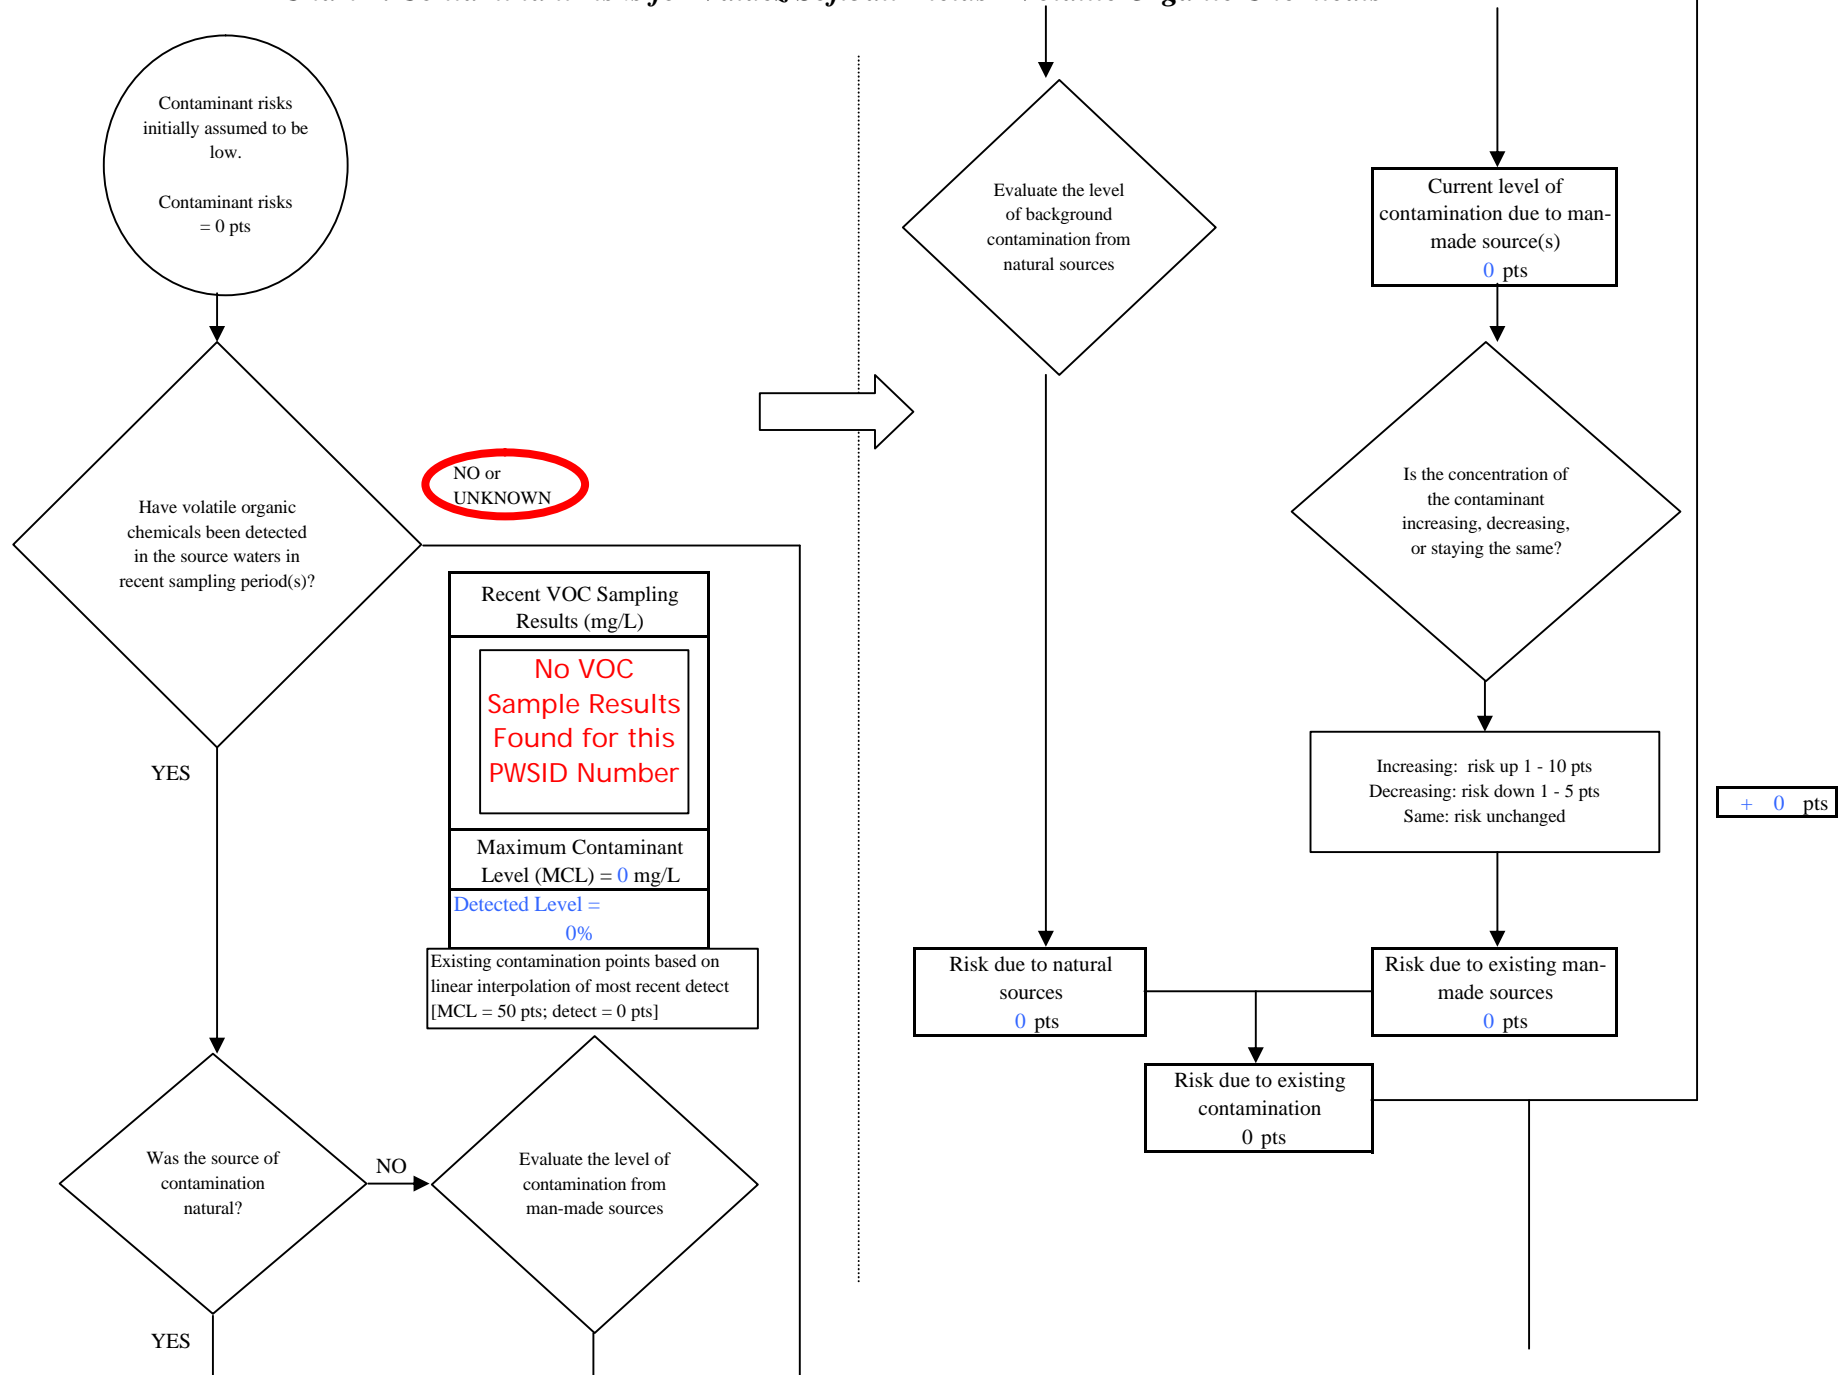 Contaminant risks
initially assumed to be
low.
Contaminant risks
= 0 pts
Have volatile organic
chemicals been detected
in the source waters in
recent sampling period(s)?
NO or
UNKNOWN
YES
Recent VOC Sampling
Results (mg/L)
No VOC
Sample Results
Found for this
PWSID Number
Maximum Contaminant
Level (MCL) = 0 mg/L
Detected Level =
0%
Existing contamination points based on
linear interpolation of most recent detect
[MCL = 50 pts; detect = 0 pts]
Was the source of
contamination
natural?
NO
Evaluate the level of
contamination from
man-made sources
YES
Evaluate the level
of background
contamination from
natural sources
Current level of
contamination due to man-
made source(s)
0 pts
Is the concentration of
the contaminant
increasing, decreasing,
or staying the same?
Increasing: risk up 1 - 10 pts
Decreasing: risk down 1 - 5 pts
Same: risk unchanged
+ 0 pts
Risk due to natural
sources
0 pts
Risk due to existing man-
made sources
0 pts
Risk due to existing
contamination
0 pts